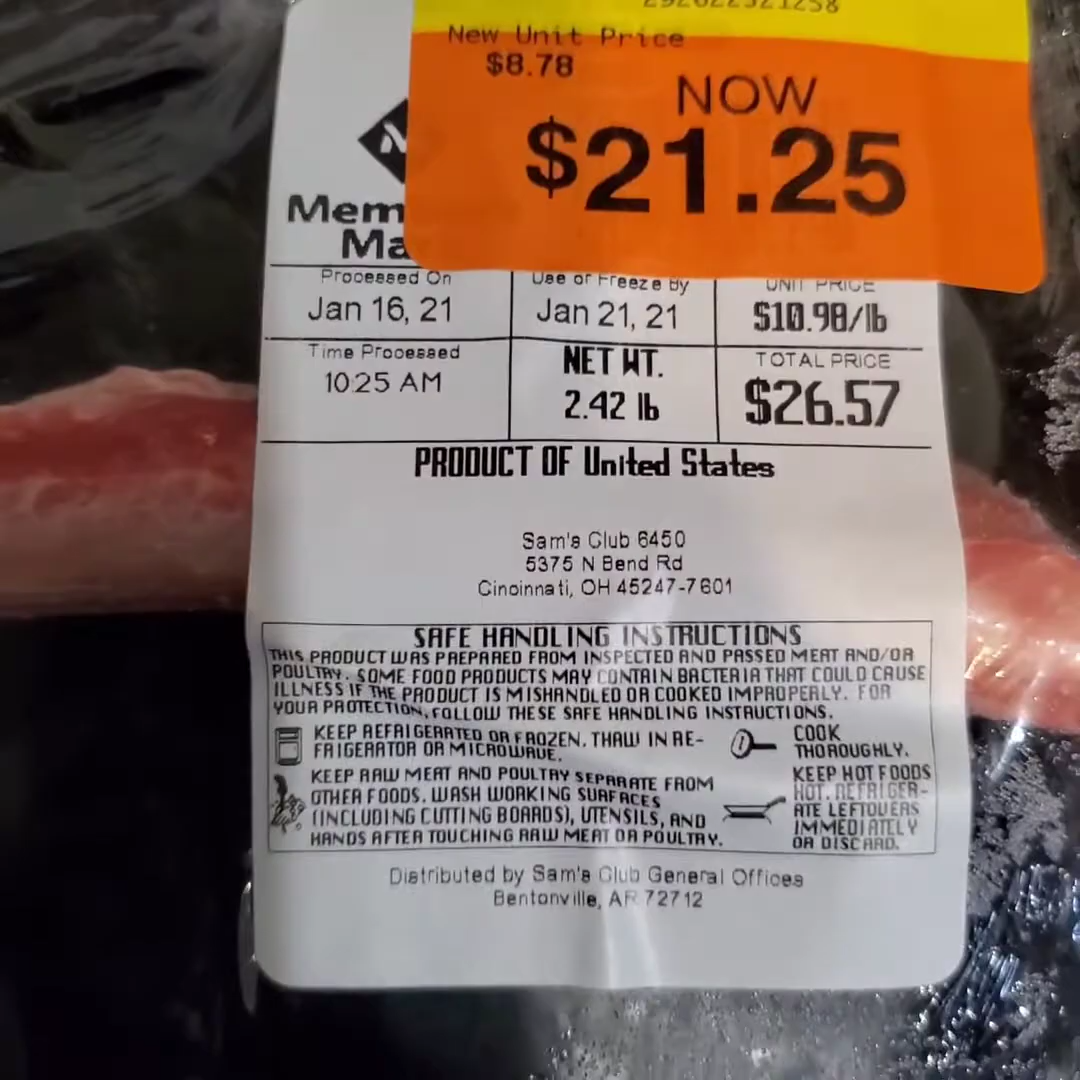 292622321258
New Unit Price
$8.78
NOW
$21.25
Processed On
Jan 16, 21
Use or Freeze By
Jan 21, 21
UNIT PRICE
$10.98/lb
Time Processed
10:25 AM
NET WT.
2.42 lb
TOTAL PRICE
$26.57
PRODUCT OF United States
Sam's Club 6450
5375 N Bend Rd
Cincinnati, OH 45247-7601
SAFE HANDLING INSTRUCTIONS
THIS PRODUCT WAS PREPARED FROM INSPECTED AND PASSED MEAT AND/OR
POULTRY. SOME FOOD PRODUCTS MAY CONTAIN BACTERIA THAT COULD CAUSE
ILLNESS IF THE PRODUCT IS MISHANDLED OR COOKED IMPROPERLY. FOR
YOUR PROTECTION, FOLLOW THESE SAFE HANDLING INSTRUCTIONS.
KEEP REFRIGERATED OR FROZEN. THAW IN RE-
FRIGERATOR OR MICROWAVE.
COOK
THOROUGHLY.
KEEP RAW MEAT AND POULTRY SEPARATE FROM
OTHER FOODS. WASH WORKING SURFACES
(INCLUDING CUTTING BOARDS), UTENSILS, AND
HANDS AFTER TOUCHING RAW MEAT OR POULTRY.
KEEP HOT FOODS
HOT. REFRIGER-
ATE LEFTOVERS
IMMEDIATELY
OR DISCARD.
Distributed by Sam's Club General Offices
Bentonville, AR 72712